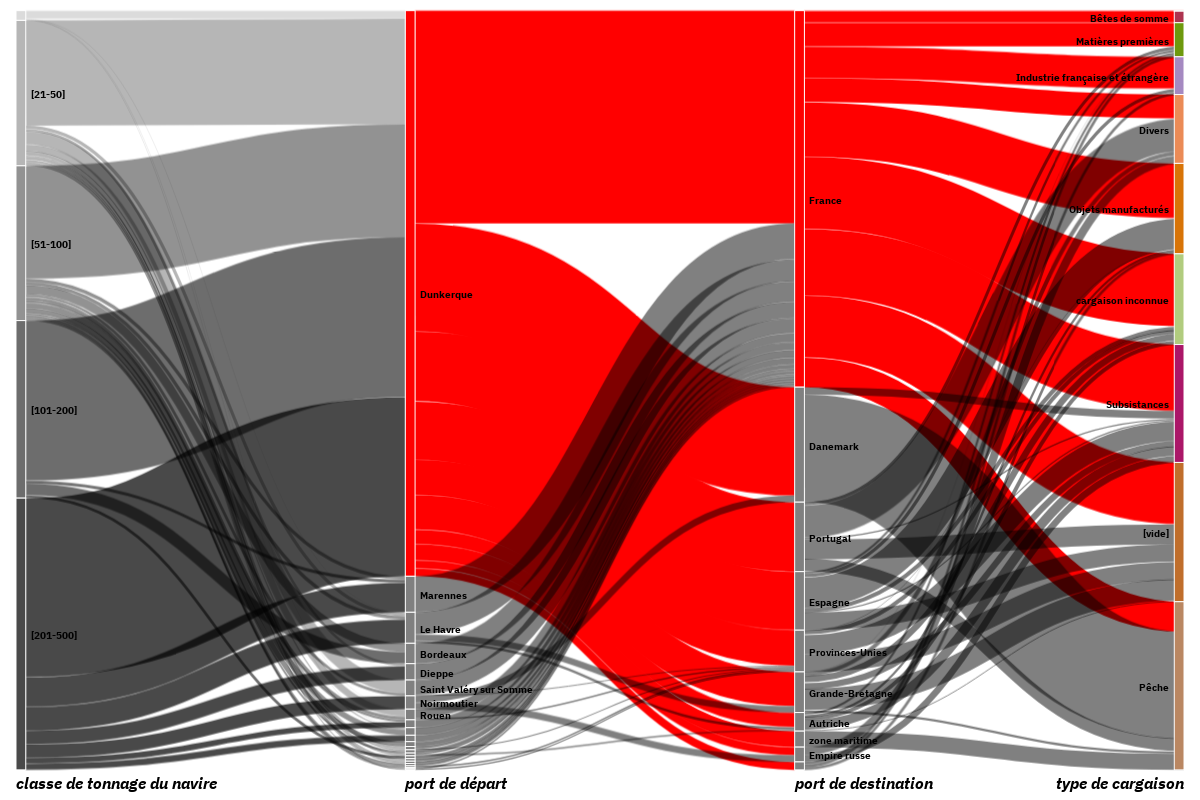 [21-50]
[51-100]
[101-200]
[201-500]
Dunkerque
Marennes
Le Havre
Bordeaux
Dieppe
Saint Valéry sur Somme
Noirmoutier
Rouen
France
Danemark
Portugal
Espagne
Provinces-Unies
Grande-Bretagne
Autriche
zone maritime
Empire russe
Bêtes de somme
Matières premières
Industrie française et étrangère
Divers
Objets manufacturés
cargaison inconnue
Subsistances
[vide]
Pêche
classe de tonnage du navire
port de départ
port de destination
type de cargaison